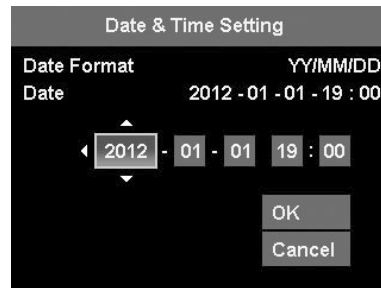 Date & Time Setting
Date Format YY/MM/DD
Date 2012 - 01 - 01 - 19 : 00
2012 - 01 - 01 19 : 00
OK
Cancel